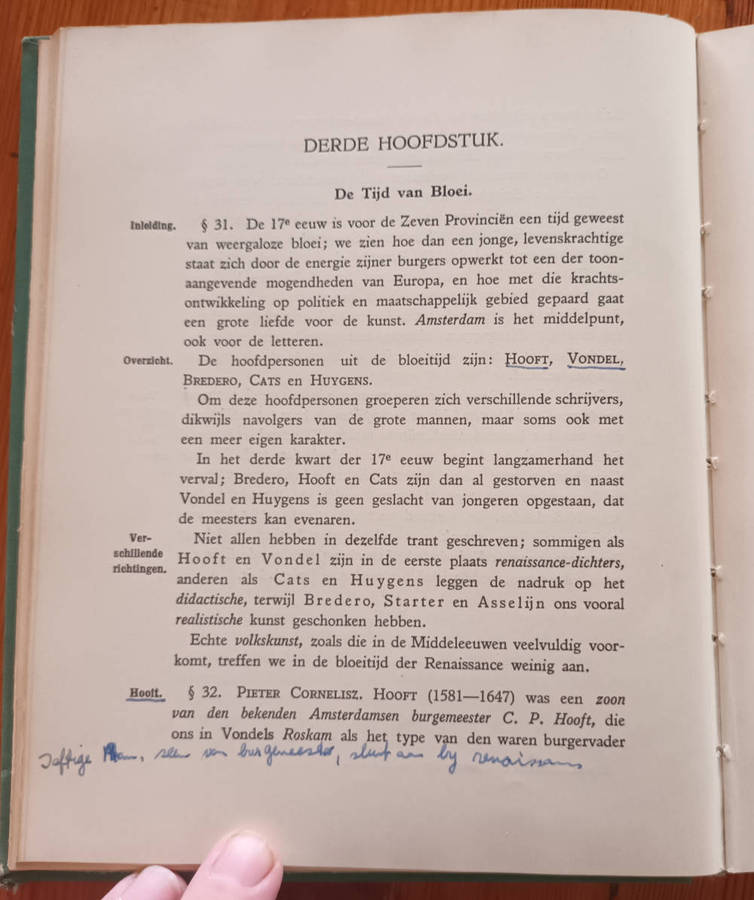 DERDE HOOFDSTUK.
De Tijd van Bloei.
Inleiding. § 31. De 17e eeuw is voor de Zeven Provinciën een tijd geweest
van weergaloze bloei; we zien hoe dan een jonge, levenskrachtige
staat zich door de energie zijner burgers opwerkt tot een der toon-
aangevende mogendheden van Europa, en hoe met die krachts-
ontwikkeling op politiek en maatschappelijk gebied gepaard gaat
een grote liefde voor de kunst. Amsterdam is het middelpunt,
ook voor de letteren.
Overzicht. De hoofdpersonen uit de bloeitijd zijn: HOOFT, VONDEL,
BREDERO, CATS en HUYGENS.
Om deze hoofdpersonen groeperen zich verschillende schrijvers,
dikwijls navolgers van de grote mannen, maar soms ook met
een meer eigen karakter.
In het derde kwart der 17e eeuw begint langzamerhand het
verval; Bredero, Hooft en Cats zijn dan al gestorven en naast
Vondel en Huygens is geen geslacht van jongeren opgestaan, dat
de meesters kan evenaren.
Ver-
schillende
richtingen.
Niet allen hebben in dezelfde trant geschreven; sommigen als
Hooft en Vondel zijn in de eerste plaats renaissance-dichters,
anderen als Cats en Huygens leggen de nadruk op het
didactische, terwijl Bredero, Starter en Asselijn ons vooral
realistische kunst geschonken hebben.
Echte volkskunst, zoals die in de Middeleeuwen veelvuldig voor-
komt, treffen we in de bloeitijd der Renaissance weinig aan.
Hooft. § 32. PIETER CORNELISZ. HOOFT (1581—1647) was een zoon
van den bekenden Amsterdamsen burgemeester C. P. Hooft, die
ons in Vondels Roskam als het type van den waren burgervader
Deftige van burgemeester, sluit aan by renaissans